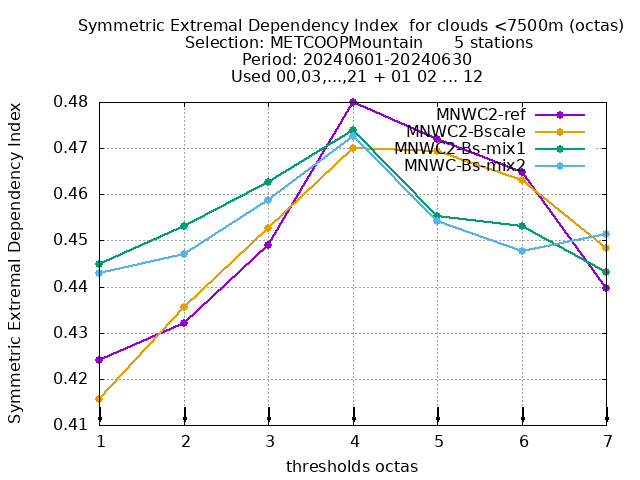 Symmetric Extremal Dependency Index  for clouds <7500m (octas)
Selection: METCOOPMountain      5 stations
Period: 20240601-20240630
Used 00,03,...,21 + 01 02 ... 12
Symmetric Extremal Dependency Index
0.48
0.47
0.46
0.45
0.44
0.43
0.42
0.41
MNWC2-ref
MNWC2-Bscale
MNWC2-Bs-mix1
MNWC-Bs-mix2
1 2 3 4 5 6 7
thresholds octas